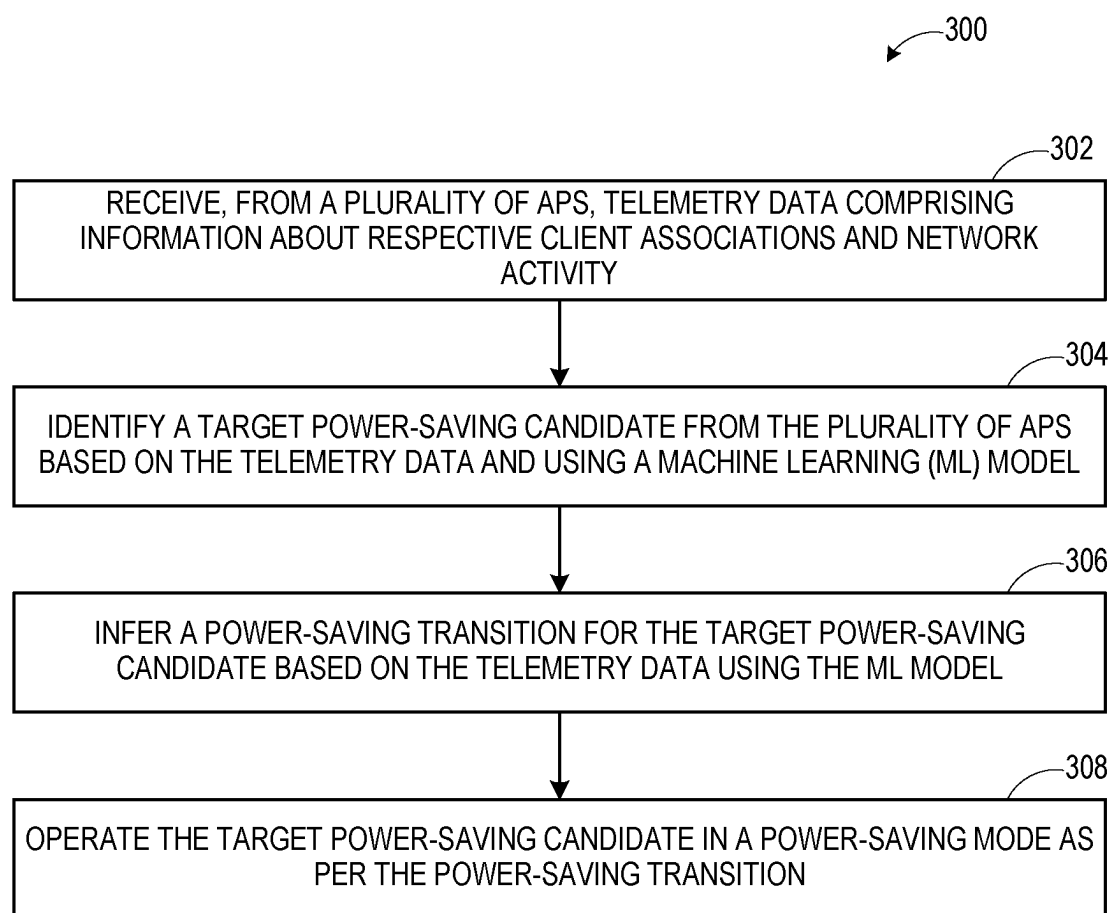 300
302
RECEIVE, FROM A PLURALITY OF APS, TELEMETRY DATA COMPRISING
INFORMATION ABOUT RESPECTIVE CLIENT ASSOCIATIONS AND NETWORK
ACTIVITY
304
IDENTIFY A TARGET POWER-SAVING CANDIDATE FROM THE PLURALITY OF APS
BASED ON THE TELEMETRY DATA AND USING A MACHINE LEARNING (ML) MODEL
306
INFER A POWER-SAVING TRANSITION FOR THE TARGET POWER-SAVING
CANDIDATE BASED ON THE TELEMETRY DATA USING THE ML MODEL
308
OPERATE THE TARGET POWER-SAVING CANDIDATE IN A POWER-SAVING MODE AS
PER THE POWER-SAVING TRANSITION